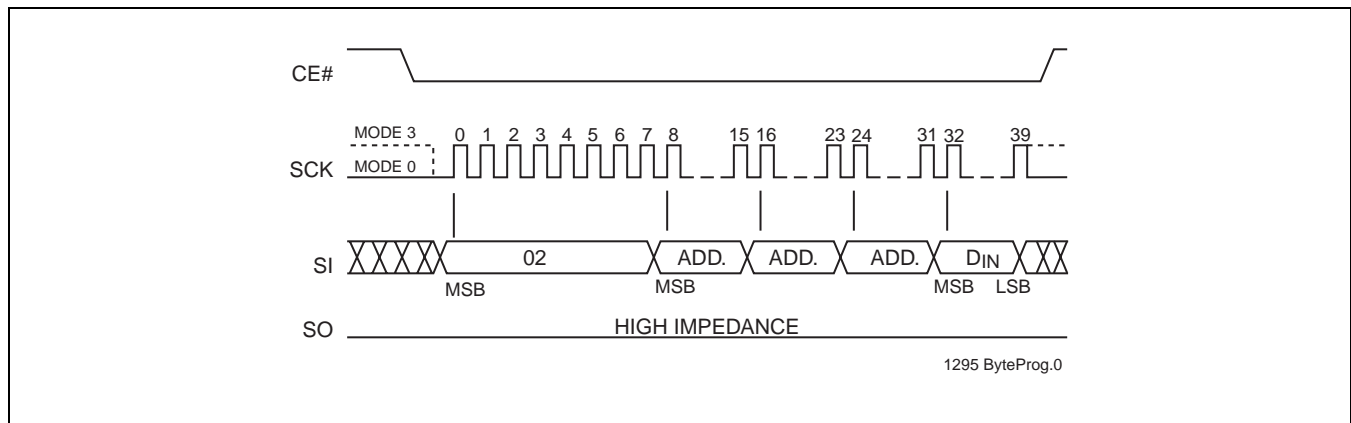 CE#
MODE 3
0 1 2 3 4 5 6 7 8 15 16 23 24 31 32 39
SCK
MODE 0
SI
02
ADD.
ADD.
ADD.
DIN
MSB
MSB
MSB
LSB
SO
HIGH IMPEDANCE
1295 ByteProg.0